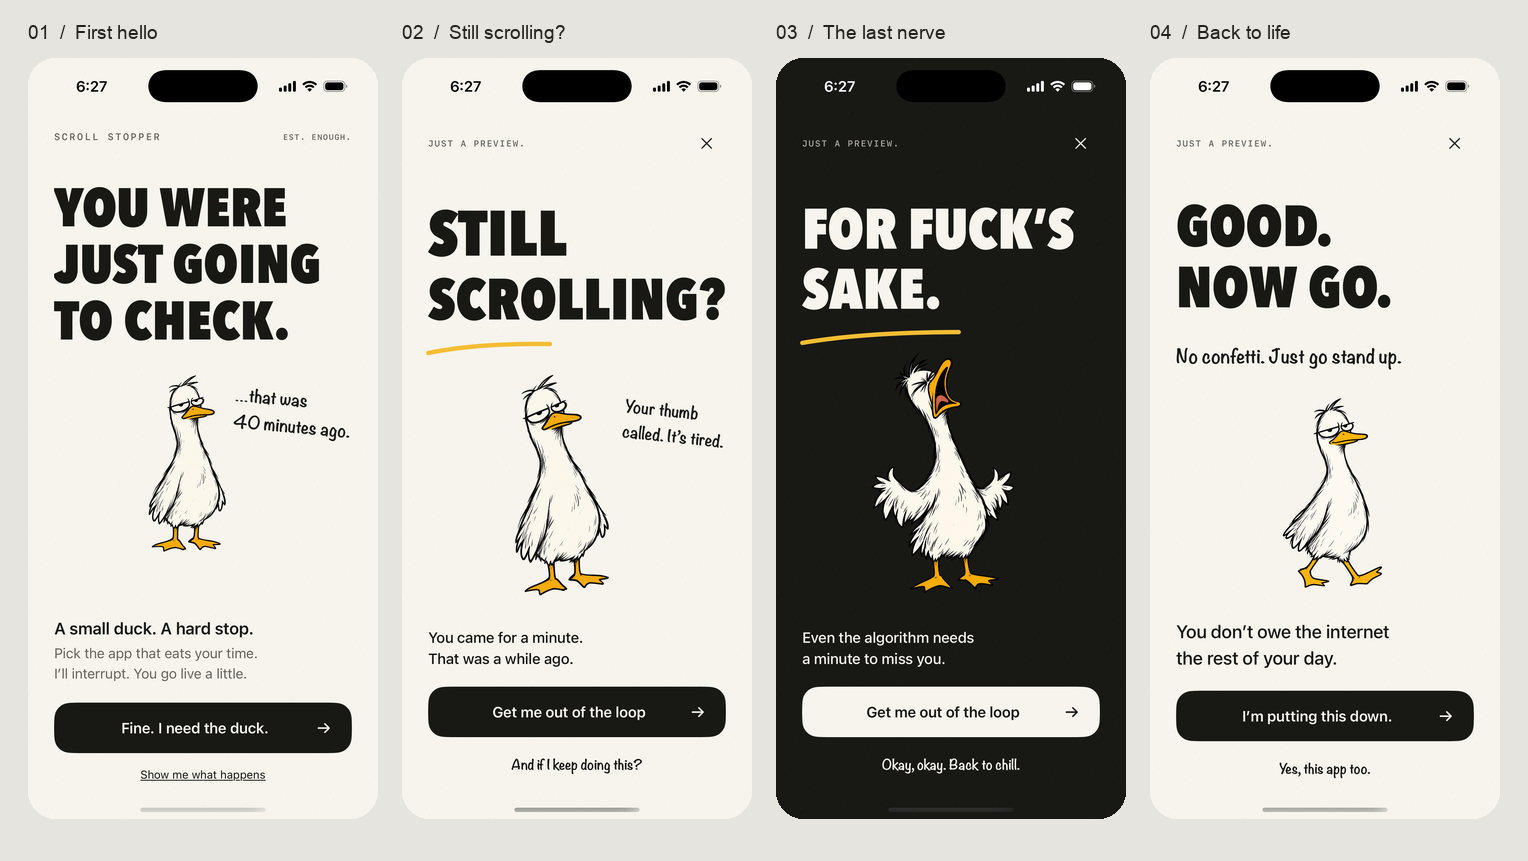 01 / First hello
6:27
SCROLL STOPPER
EST. ENOUGH.
YOU WERE
JUST GOING
TO CHECK.
...that was
40 minutes ago.
A small duck. A hard stop.
Pick the app that eats your time.
I’ll interrupt. You go live a little.
Fine. I need the duck.
Show me what happens
02 / Still scrolling?
6:27
JUST A PREVIEW.
STILL
SCROLLING?
Your thumb
called. It’s tired.
You came for a minute.
That was a while ago.
Get me out of the loop
And if I keep doing this?
03 / The last nerve
6:27
JUST A PREVIEW.
FOR FUCK’S
SAKE.
Even the algorithm needs
a minute to miss you.
Get me out of the loop
Okay, okay. Back to chill.
04 / Back to life
6:27
JUST A PREVIEW.
GOOD.
NOW GO.
No confetti. Just go stand up.
You don’t owe the internet
the rest of your day.
I’m putting this down.
Yes, this app too.